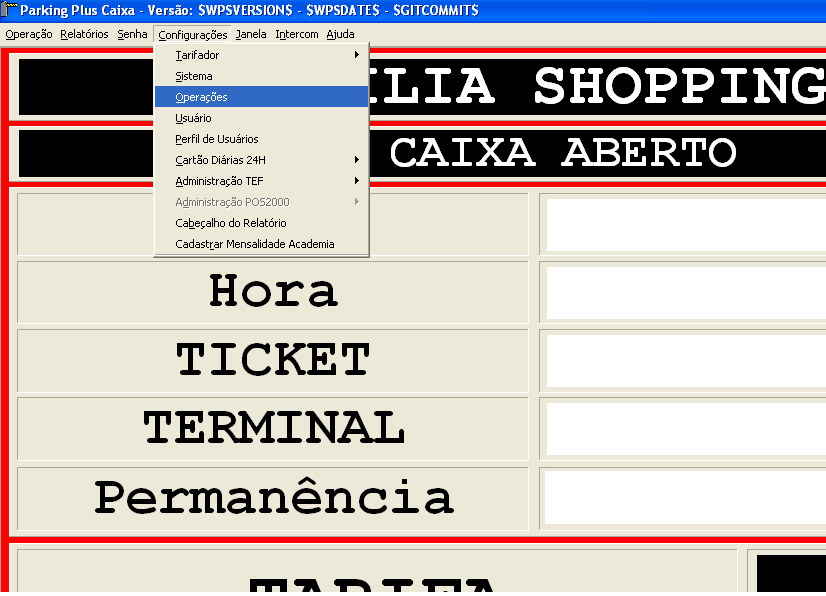 Parking Plus Caixa - Versão: $WPSVERSION$ - $WPSDATE$ - $GITCOMMIT$
Operação Relatórios Senha Configurações Janela Intercom Ajuda
Tarifador
Sistema
Operações
Usuário
Perfil de Usuários
Cartão Diárias 24H
Administração TEF
Administração POS2000
Cabeçalho do Relatório
Cadastrar Mensalidade Academia
ILIA SHOPPING
CAIXA ABERTO
Hora
TICKET
TERMINAL
Permanência
TARIFA